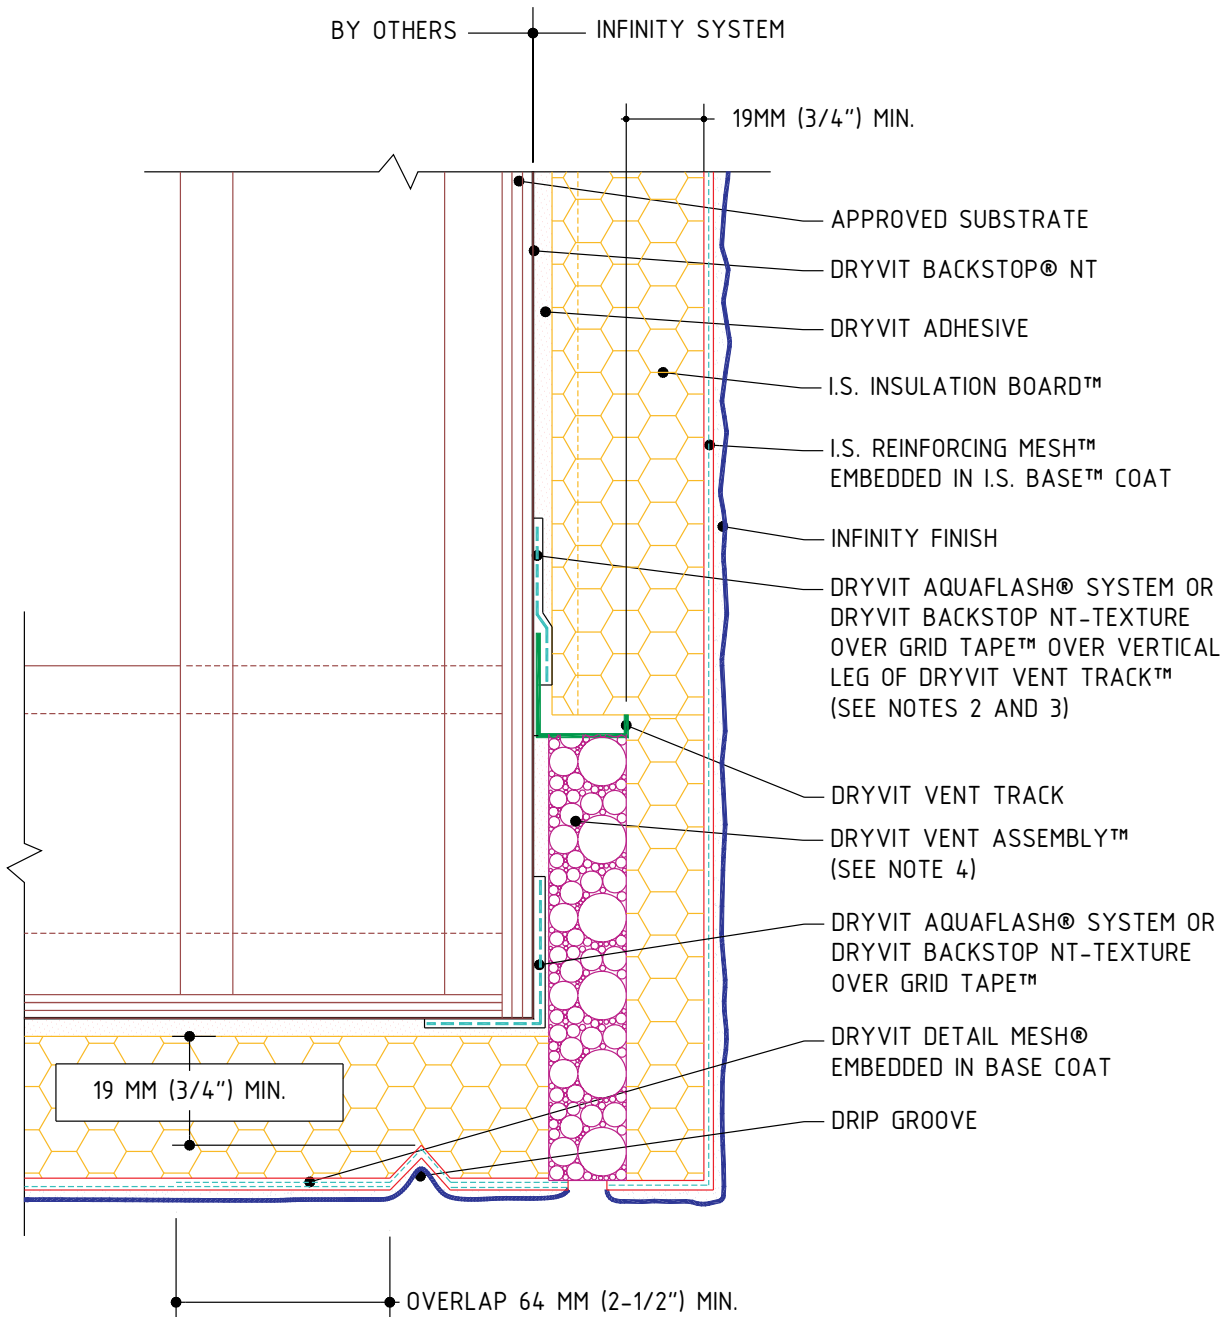 BY OTHERS
INFINITY SYSTEM
19MM (3/4") MIN.
APPROVED SUBSTRATE
DRYVIT BACKSTOP® NT
DRYVIT ADHESIVE
I.S. INSULATION BOARD™
I.S. REINFORCING MESH™
EMBEDDED IN I.S. BASE™ COAT
INFINITY FINISH
DRYVIT AQUAFLASH® SYSTEM OR
DRYVIT BACKSTOP NT-TEXTURE
OVER GRID TAPE™ OVER VERTICAL
LEG OF DRYVIT VENT TRACK™
(SEE NOTES 2 AND 3)
DRYVIT VENT TRACK
DRYVIT VENT ASSEMBLY™
(SEE NOTE 4)
DRYVIT AQUAFLASH® SYSTEM OR
DRYVIT BACKSTOP NT-TEXTURE
OVER GRID TAPE™
DRYVIT DETAIL MESH®
EMBEDDED IN BASE COAT
19 MM (3/4") MIN.
DRIP GROOVE
OVERLAP 64 MM (2-1/2") MIN.